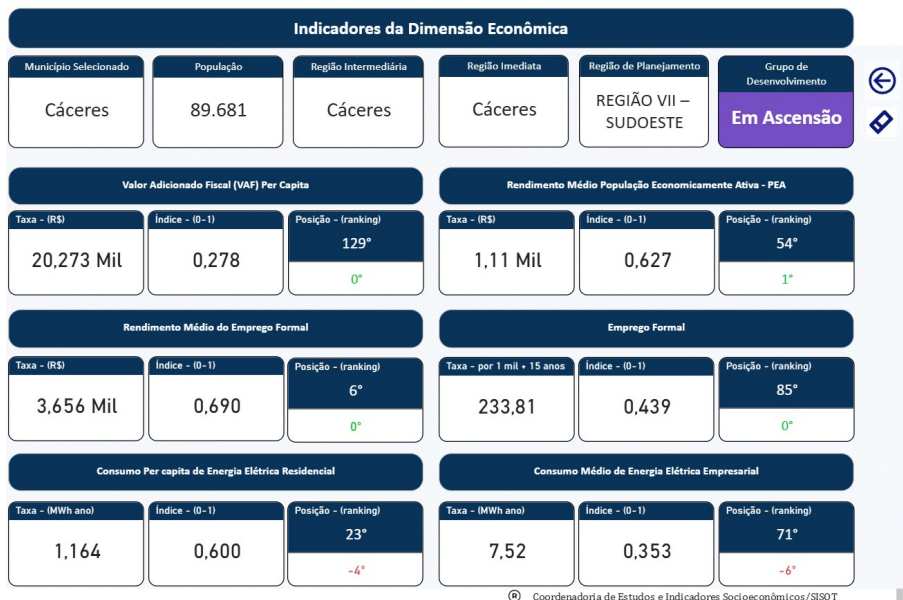 Indicadores da Dimensão Econômica
Município Selecionado
Cáceres
População
89.681
Região Intermediária
Cáceres
Região Imediata
Cáceres
Região de Planejamento
REGIÃO VII –
SUDOESTE
Grupo de
Desenvolvimento
Em Ascensão
Valor Adicionado Fiscal (VAF) Per Capita
Taxa - (R$)
20,273 Mil
Índice - (0-1)
0,278
Posição - (ranking)
129°
0°
Rendimento Médio População Economicamente Ativa - PEA
Taxa - (R$)
1,11 Mil
Índice - (0-1)
0,627
Posição - (ranking)
54°
1°
Rendimento Médio do Emprego Formal
Taxa - (R$)
3,656 Mil
Índice - (0-1)
0,690
Posição - (ranking)
6°
0°
Emprego Formal
Taxa - por 1 mil + 15 anos
233,81
Índice - (0-1)
0,439
Posição - (ranking)
85°
0°
Consumo Per capita de Energia Elétrica Residencial
Taxa - (MWh ano)
1,164
Índice - (0-1)
0,600
Posição - (ranking)
23°
-4°
Consumo Médio de Energia Elétrica Empresarial
Taxa - (MWh ano)
7,52
Índice - (0-1)
0,353
Posição - (ranking)
71°
-6°
® Coordenadoria de Estudos e Indicadores Socioeconômicos/SISOT